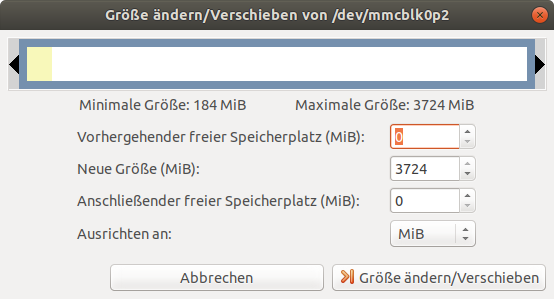 Größe ändern/Verschieben von /dev/mmcblk0p2
Minimale Größe: 184 MiB Maximale Größe: 3724 MiB
Vorhergehender freier Speicherplatz (MiB): 0
Neue Größe (MiB): 3724
Anschließender freier Speicherplatz (MiB): 0
Ausrichten an: MiB
Abbrechen Größe ändern/Verschieben